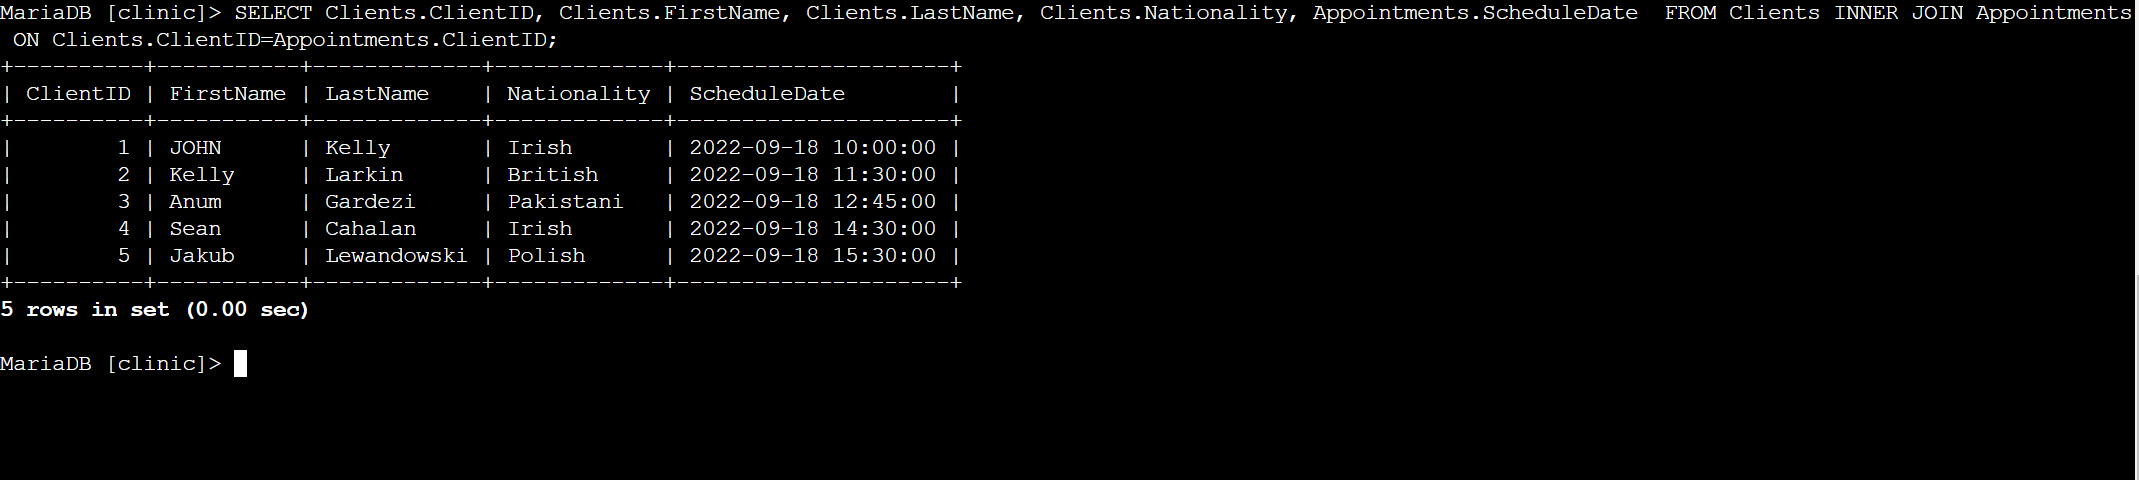 MariaDB [clinic]> SELECT Clients.ClientID, Clients.FirstName, Clients.LastName, Clients.Nationality, Appointments.ScheduleDate  FROM Clients INNER JOIN Appointments
 ON Clients.ClientID=Appointments.ClientID;
+----------+-----------+-------------+-------------+---------------------+
| ClientID | FirstName | LastName    | Nationality | ScheduleDate        |
+----------+-----------+-------------+-------------+---------------------+
|        1 | JOHN      | Kelly       | Irish       | 2022-09-18 10:00:00 |
|        2 | Kelly     | Larkin      | British     | 2022-09-18 11:30:00 |
|        3 | Anum      | Gardezi     | Pakistani   | 2022-09-18 12:45:00 |
|        4 | Sean      | Cahalan     | Irish       | 2022-09-18 14:30:00 |
|        5 | Jakub     | Lewandowski | Polish      | 2022-09-18 15:30:00 |
+----------+-----------+-------------+-------------+---------------------+
5 rows in set (0.00 sec)
MariaDB [clinic]>